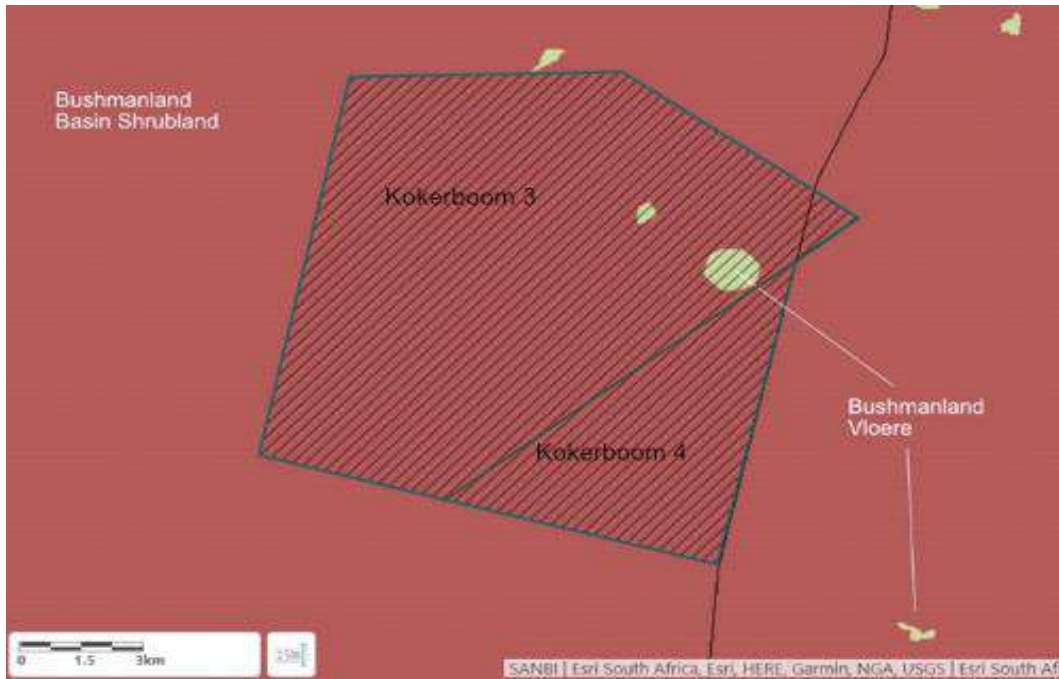 Bushmanland
Basin Shrubland
Kokerboom 3
Kokerboom 4
Bushmanland
Vloere
0 1.5 3km
SANBI | Esri South Africa, Esri, HERE, Garmin, NGA, USGS | Esri South Af